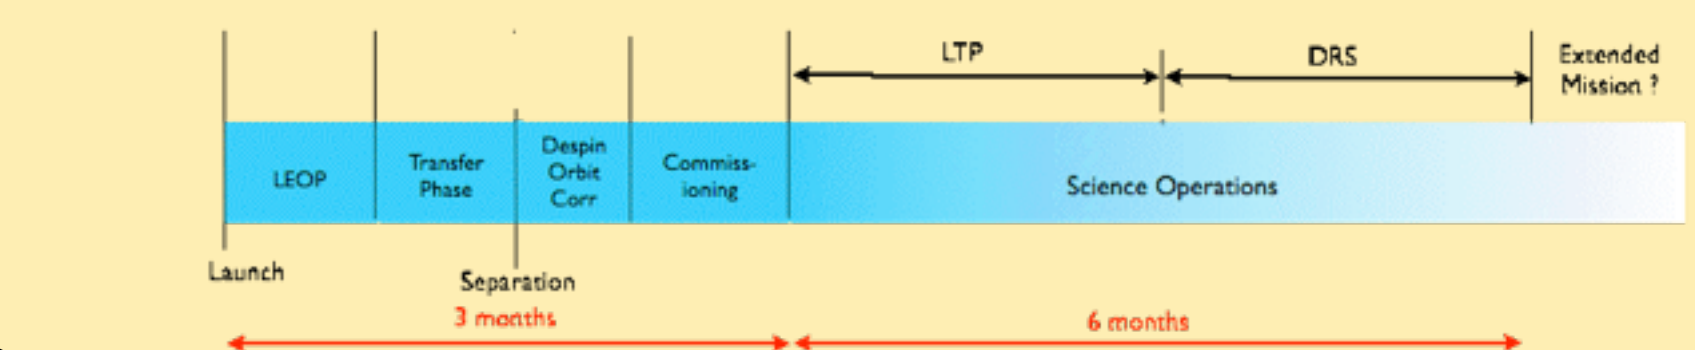 LTP
DRS
Extended
Mission ?
LEOP
Transfer
Phase
Despin
Orbit
Corr
Commiss-
ioning
Science Operations
Launch
Separation
3 months
6 months